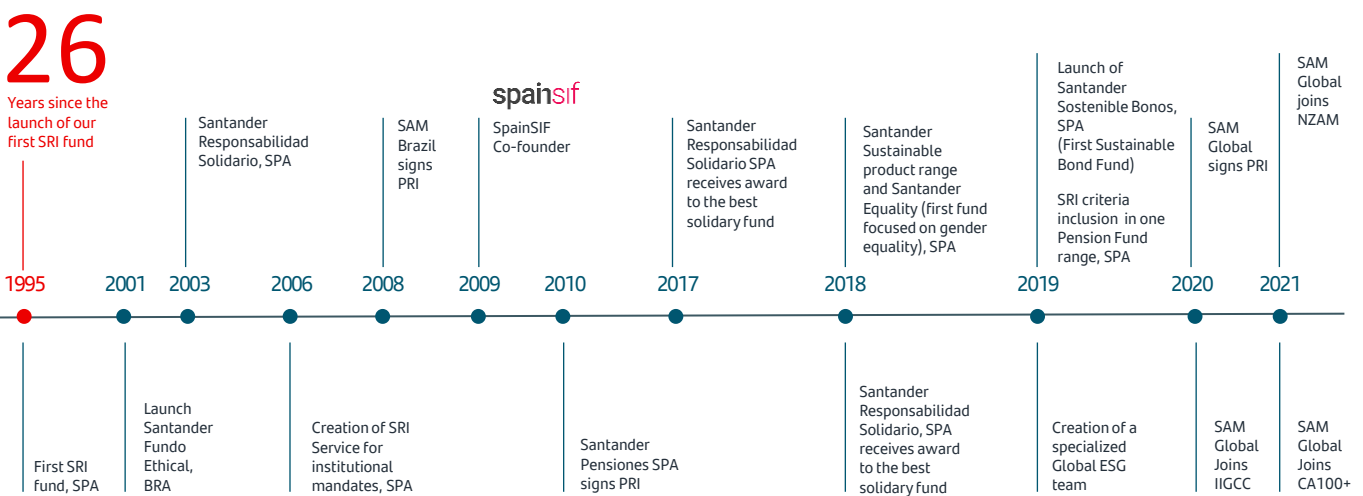 26
Years since the
launch of our
first SRI fund
Santander
Responsabilidad
Solidario, SPA
SAM
Brazil
signs
PRI
spainsif
SpainSIF
Co-founder
Santander
Responsabilidad
Solidario SPA
receives award
to the best
solidary fund
Santander
Sustainable
product range
and Santander
Equality (first fund
focused on gender
equality), SPA
Launch of
Santander
Sostenible Bonos,
SPA
(First Sustainable
Bond Fund)
SRI criteria
inclusion in one
Pension Fund
range, SPA
SAM
Global
signs PRI
SAM
Global
joins
NZAM
1995 2001 2003 2006 2008 2009 2010 2017 2018 2019 2020 2021
First SRI
fund, SPA
Launch
Santander
Fundo
Ethical,
BRA
Creation of SRI
Service for
institutional
mandates, SPA
Santander
Pensiones SPA
signs PRI
Santander
Responsabilidad
Solidario, SPA
receives award
to the best
solidary fund
Creation of a
specialized
Global ESG
team
SAM
Global
Joins
IIGCC
SAM
Global
Joins
CA100+